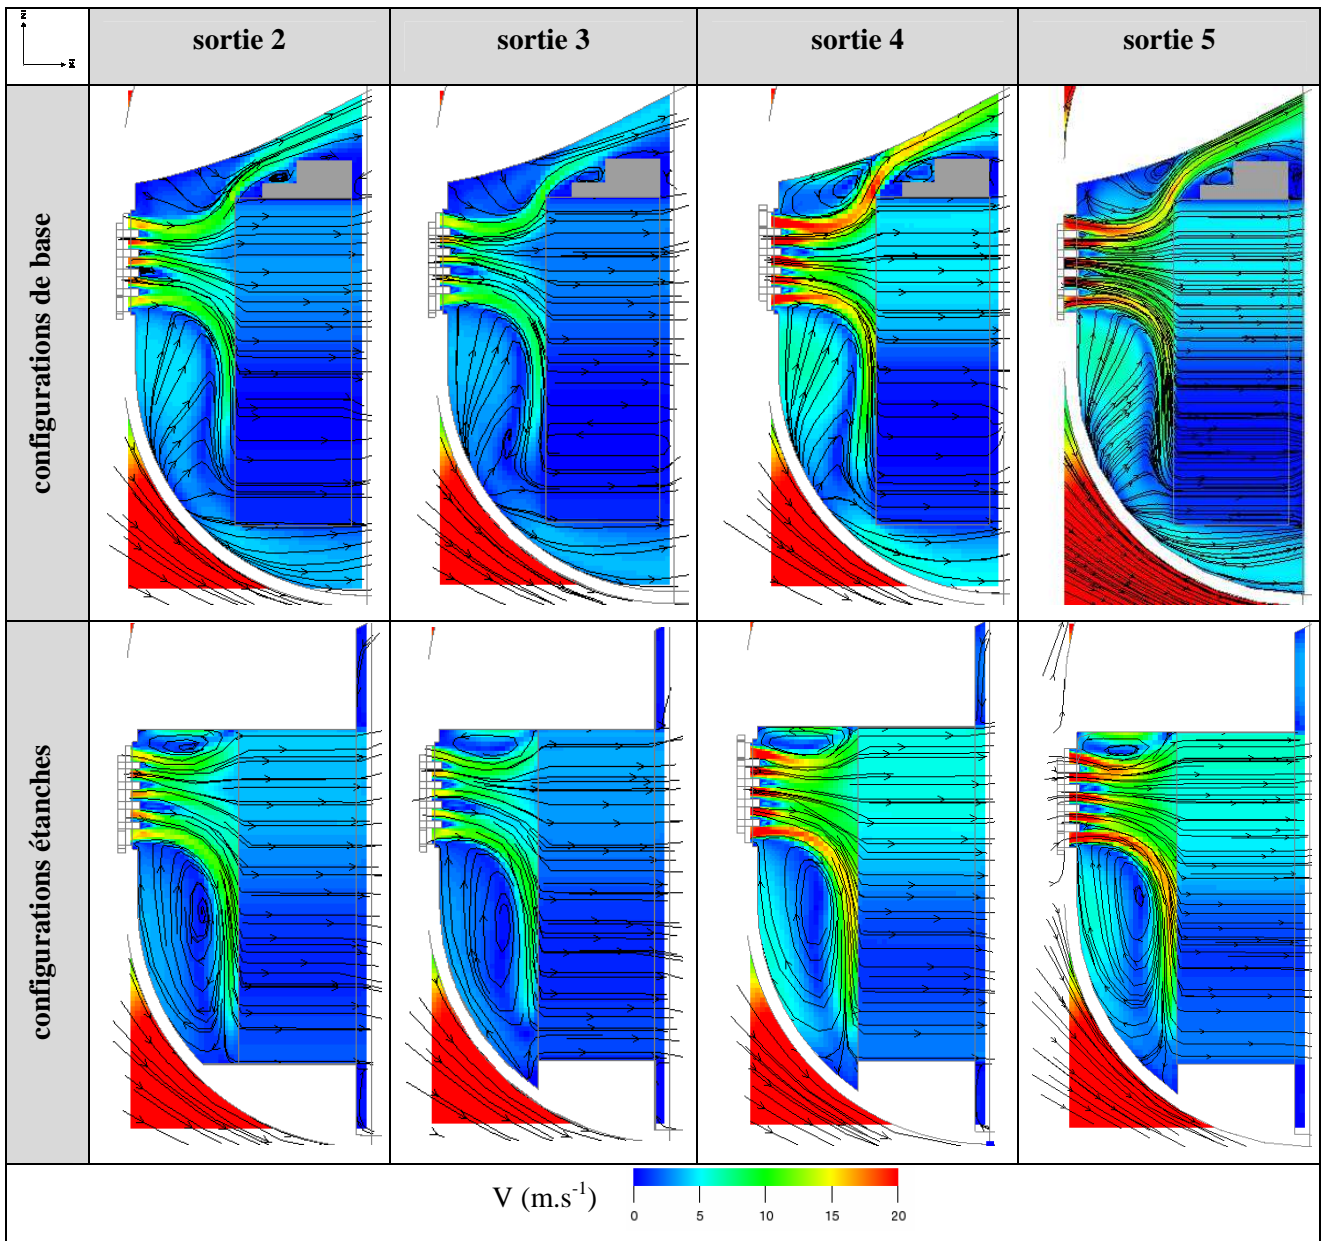 sortie 2
sortie 3
sortie 4
sortie 5
configurations de base
configurations étanches
V (m.s⁻¹)
0 5 10 15 20